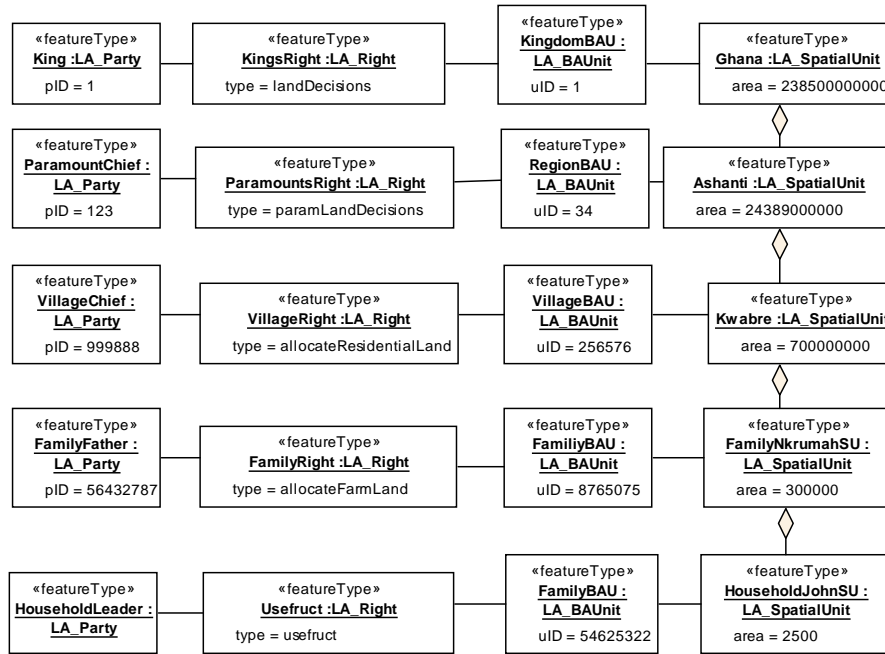 «featureType»
King :LA_Party
pID = 1
«featureType»
KingsRight :LA_Right
type = landDecisions
«featureType»
KingdomBAU :
LA_BAUnit
uID = 1
«featureType»
Ghana :LA_SpatialUnit
area = 238500000000
«featureType»
ParamountChief :
LA_Party
pID = 123
«featureType»
ParamountsRight :LA_Right
type = paramLandDecisions
«featureType»
RegionBAU :
LA_BAUnit
uID = 34
«featureType»
Ashanti :LA_SpatialUnit
area = 24389000000
«featureType»
VillageChief :
LA_Party
pID = 999888
«featureType»
VillageRight :LA_Right
type = allocateResidentialLand
«featureType»
VillageBAU :
LA_BAUnit
uID = 256576
«featureType»
Kwabre :LA_SpatialUnit
area = 700000000
«featureType»
FamilyFather :
LA_Party
pID = 56432787
«featureType»
FamilyRight :LA_Right
type = allocateFarmLand
«featureType»
FamiliyBAU :
LA_BAUnit
uID = 8765075
«featureType»
FamilyNkrumahSU :
LA_SpatialUnit
area = 300000
«featureType»
HouseholdLeader :
LA_Party
«featureType»
Usefruct :LA_Right
type = usefruct
«featureType»
FamilyBAU :
LA_BAUnit
uID = 54625322
«featureType»
HouseholdJohnSU :
LA_SpatialUnit
area = 2500